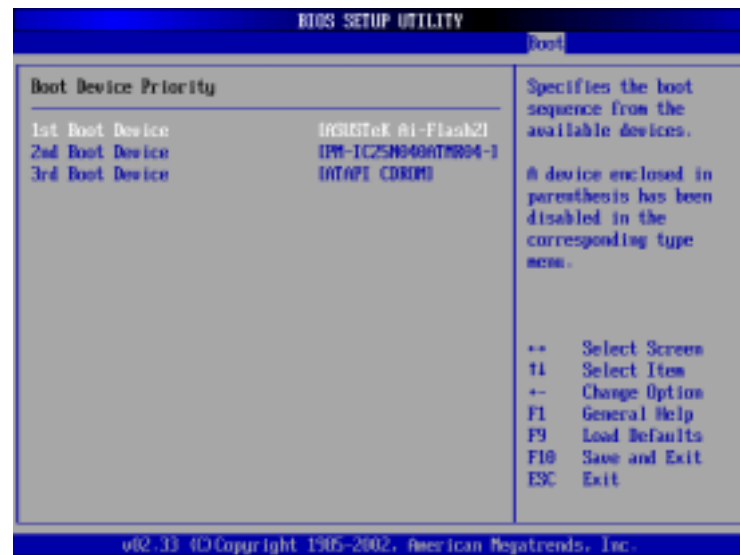 BIOS SETUP UTILITY
Boot
Boot Device Priority
1st Boot Device [ASUSTeK Ai-Flash2]
2nd Boot Device [PM-IC25N040ATMR04-]
3rd Boot Device [ATAPI CDROM]
Specifies the boot
sequence from the
available devices.
A device enclosed in
parenthesis has been
disabled in the
corresponding type
menu.
↔ Select Screen
↑↓ Select Item
+- Change Option
F1 General Help
F9 Load Defaults
F10 Save and Exit
ESC Exit
v02.33 (C)Copyright 1985-2002, American Megatrends, Inc.